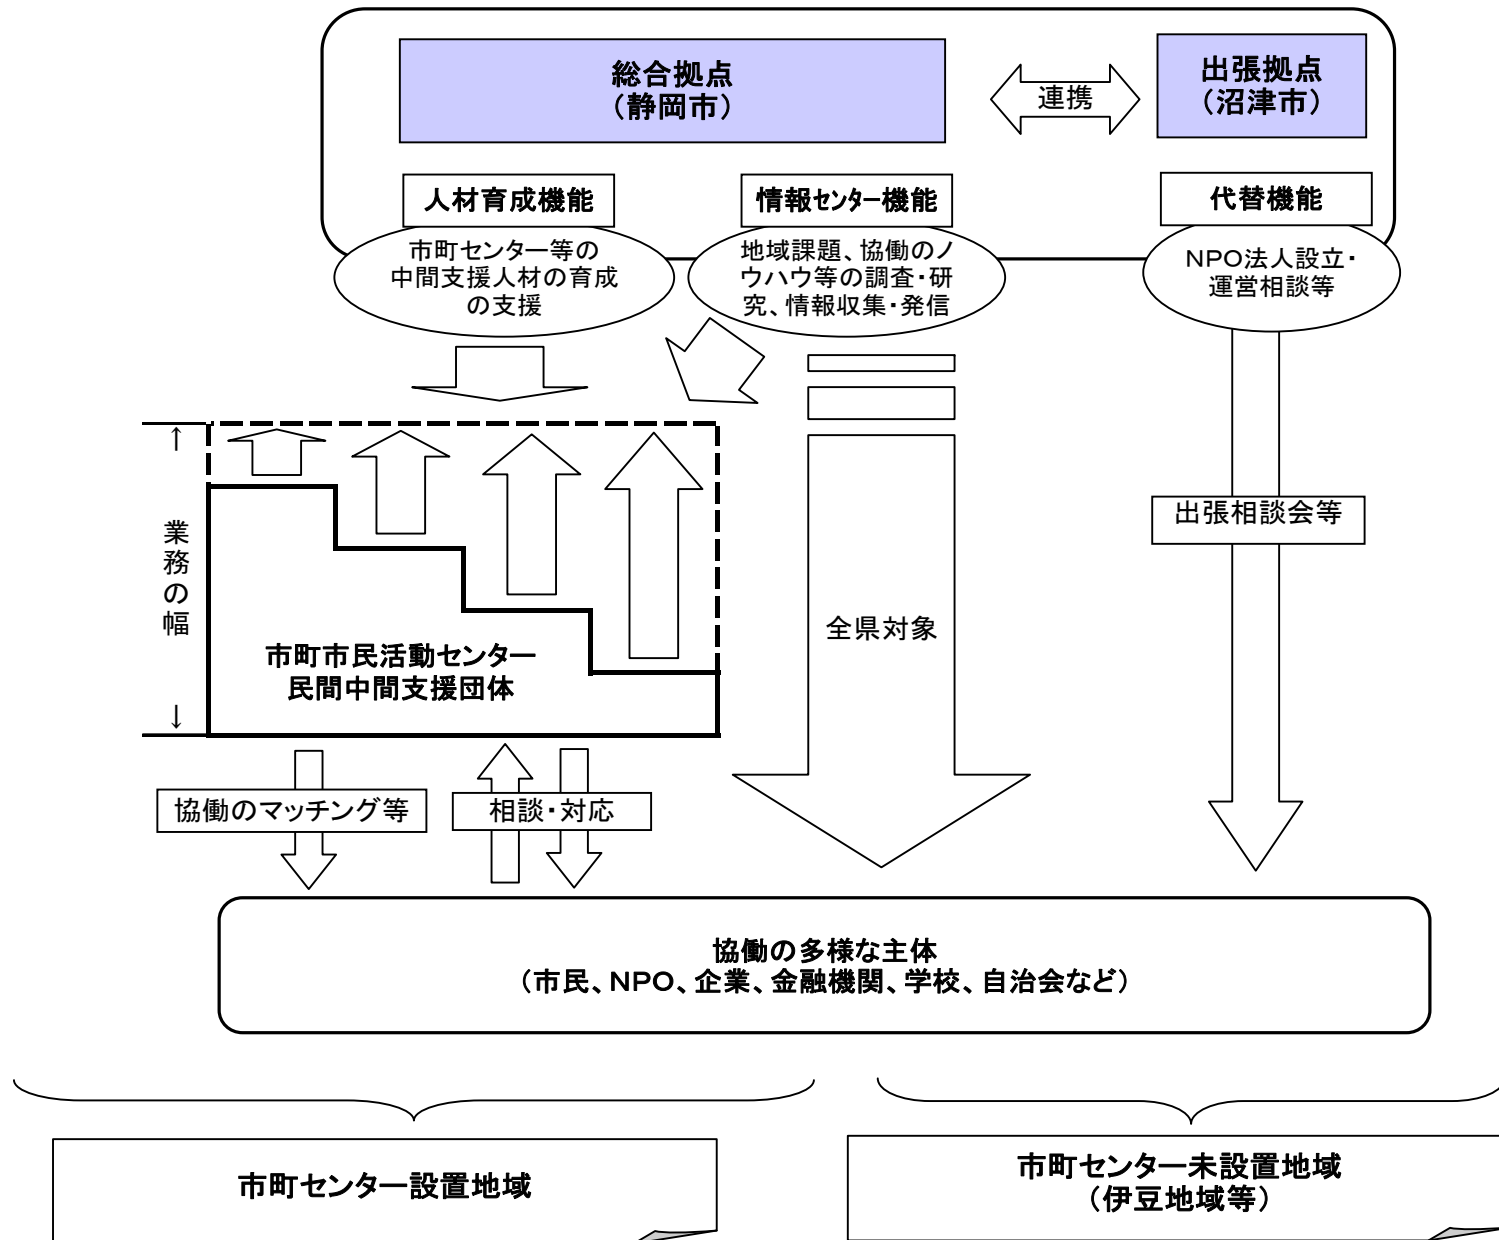 総合拠点
（静岡市）
連携
出張拠点
（沼津市）
人材育成機能
情報センター機能
代替機能
市町センター等の
中間支援人材の育成
の支援
地域課題、協働のノ
ウハウ等の調査・研
究、情報収集・発信
NPO法人設立・
運営相談等
↑
業務の幅
↓
出張相談会等
全県対象
市町市民活動センター
民間中間支援団体
協働のマッチング等
相談・対応
協働の多様な主体
（市民、NPO、企業、金融機関、学校、自治会など）
市町センター設置地域
市町センター未設置地域
（伊豆地域等）